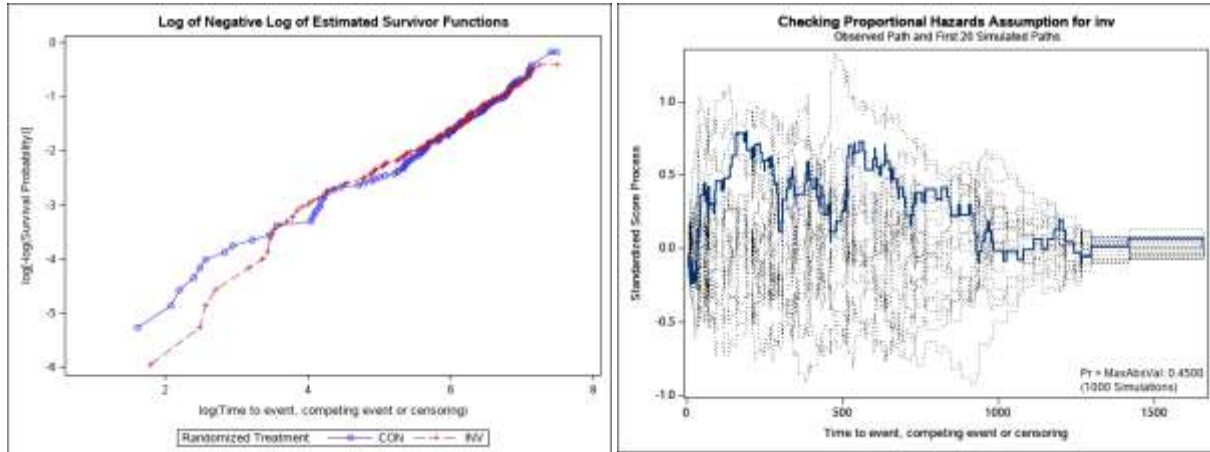 Log of Negative Log of Estimated Survivor Functions
0
-1
-2
-3
-4
-5
-6
log[-log(Survival Probability)]
2
4
6
8
log(Time to event, competing event or censoring)
Randomized Treatment CON INV
Checking Proportional Hazards Assumption for inv
Observed Path and First 20 Simulated Paths
1.0
0.5
0.0
-0.5
-1.0
Standardized Score Process
Pr > MaxAbsVal: 0.4500
(1000 Simulations)
0
500
1000
1500
Time to event, competing event or censoring